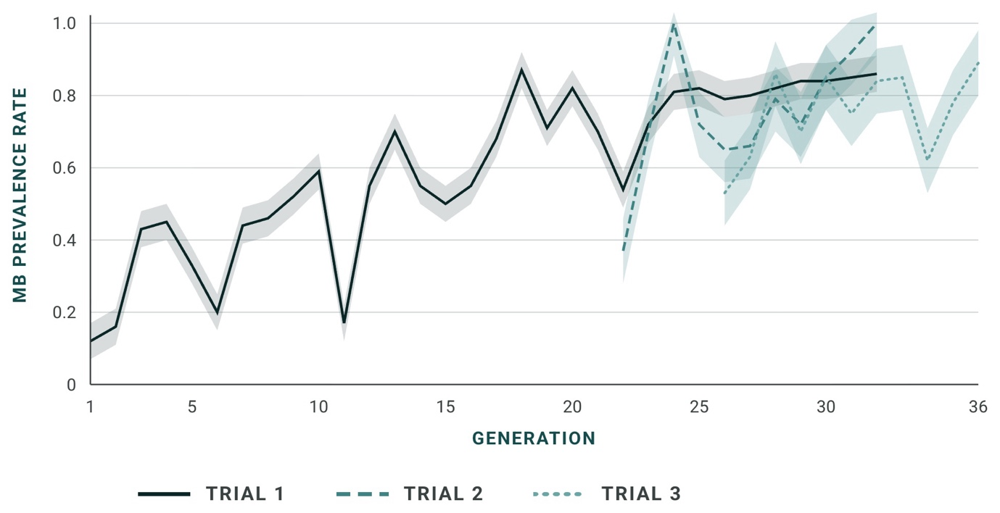 1.0
0.8
0.6
0.4
0.2
0
MB PREVALENCE RATE
1 5 10 15 20 25 30 36
GENERATION
TRIAL 1 TRIAL 2 TRIAL 3